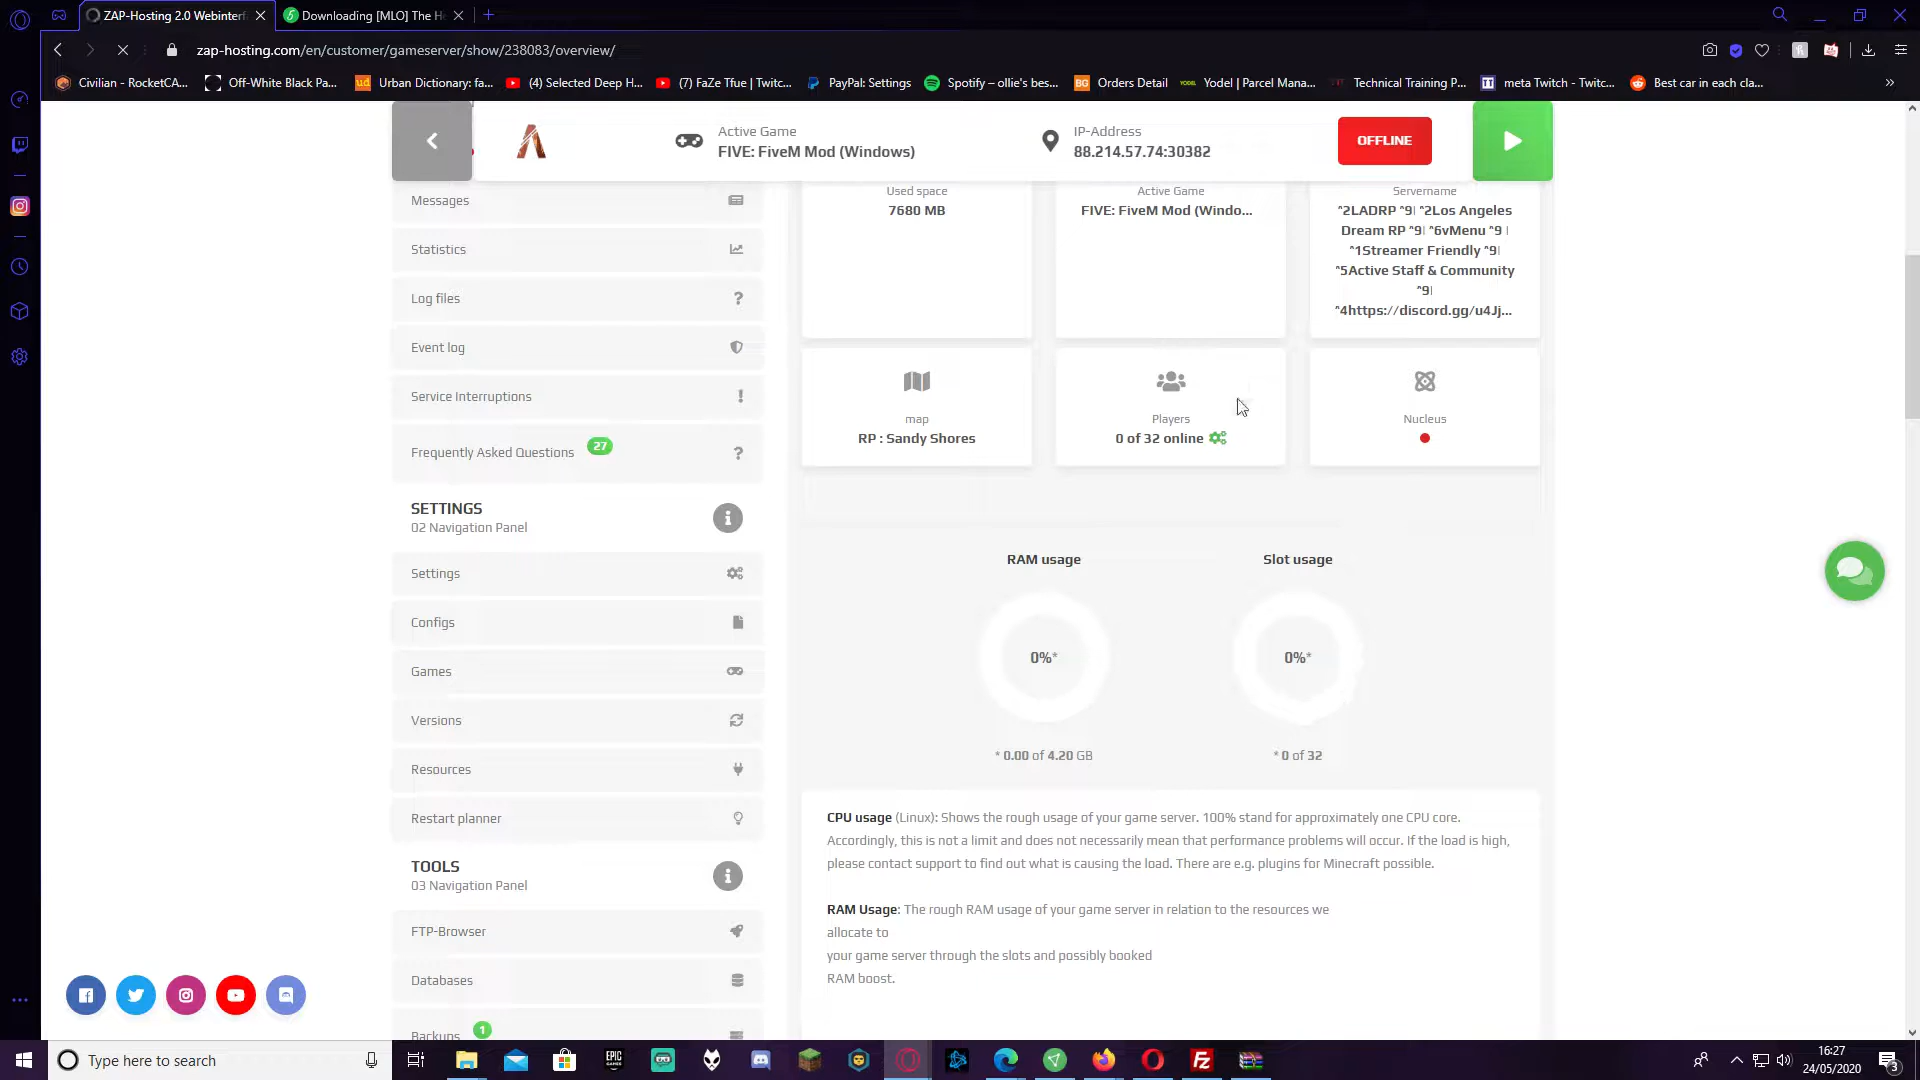 ZAP-Hosting 2.0 Webinterf
Downloading [MLO] The H
zap-hosting.com/en/customer/gameserver/show/238083/overview/
Civilian - RocketCA...
Off-White Black Pa...
Urban Dictionary: fa...
(4) Selected Deep H...
(7) FaZe Tfue | Twitc...
PayPal: Settings
Spotify – ollie's bes...
Orders Detail
Yodel | Parcel Mana...
Technical Training P...
meta Twitch - Twitc...
Best car in each cla...
Active Game
FIVE: FiveM Mod (Windows)
IP-Address
88.214.57.74:30382
OFFLINE
Messages
Statistics
Log files
Event log
Service Interruptions
Frequently Asked Questions 27
SETTINGS
02 Navigation Panel
Settings
Configs
Games
Versions
Resources
Restart planner
TOOLS
03 Navigation Panel
FTP-Browser
Databases
Backups 1
Used space
7680 MB
Active Game
FIVE: FiveM Mod (Windo...
Servername
^2LADRP ^9| ^2Los Angeles
Dream RP ^9| ^6vMenu ^9 |
^1Streamer Friendly ^9|
^5Active Staff & Community
^9|
^4https://discord.gg/u4Jj...
map
RP : Sandy Shores
Players
0 of 32 online
Nucleus
RAM usage
Slot usage
0%*
0%*
* 0.00 of 4.20 GB
* 0 of 32
CPU usage (Linux): Shows the rough usage of your game server. 100% stand for approximately one CPU core.
Accordingly, this is not a limit and does not necessarily mean that performance problems will occur. If the load is high,
please contact support to find out what is causing the load. There are e.g. plugins for Minecraft possible.
RAM Usage: The rough RAM usage of your game server in relation to the resources we
allocate to
your game server through the slots and possibly booked
RAM boost.
Type here to search
16:27
24/05/2020
3